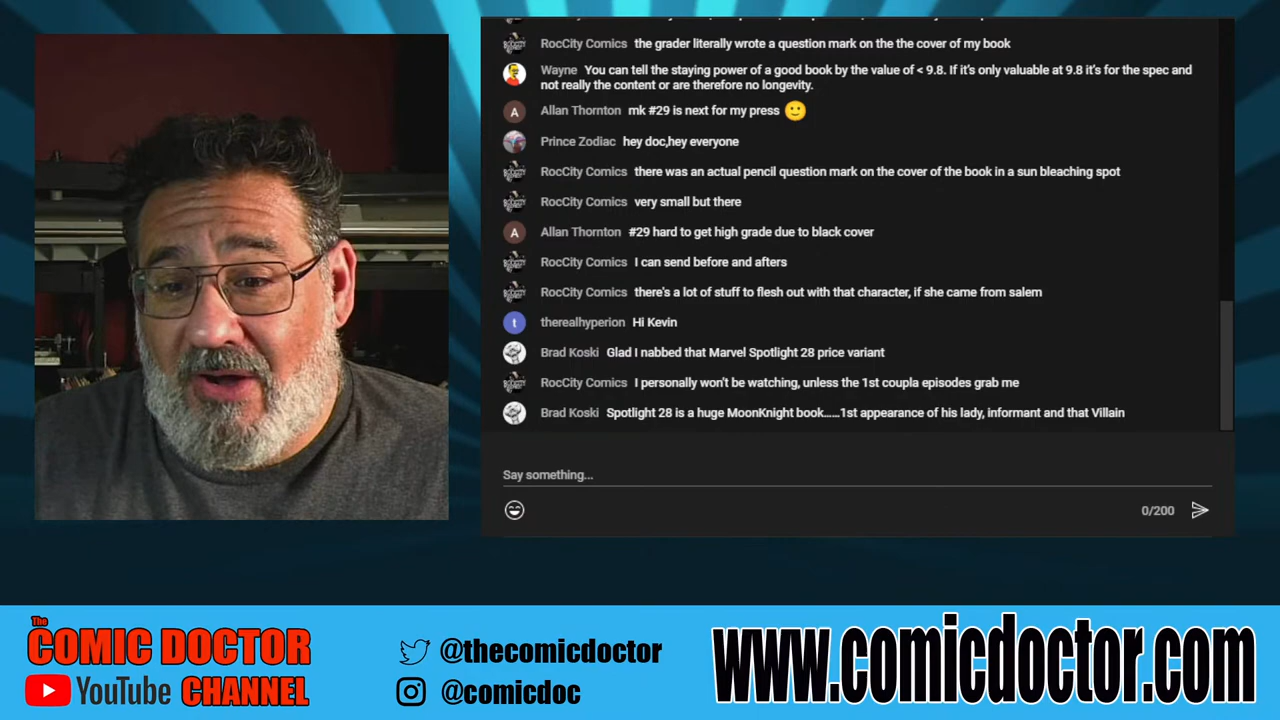 RocCity Comics the grader literally wrote a question mark on the the cover of my book
Wayne You can tell the staying power of a good book by the value of < 9.8. If it's only valuable at 9.8 it's for the spec and
not really the content or are therefore no longevity.
A Allan Thornton mk #29 is next for my press 🙂
Prince Zodiac hey doc,hey everyone
RocCity Comics there was an actual pencil question mark on the cover of the book in a sun bleaching spot
RocCity Comics very small but there
A Allan Thornton #29 hard to get high grade due to black cover
RocCity Comics I can send before and afters
RocCity Comics there's a lot of stuff to flesh out with that character, if she came from salem
t therealhyperion Hi Kevin
Brad Koski Glad I nabbed that Marvel Spotlight 28 price variant
RocCity Comics I personally won't be watching, unless the 1st coupla episodes grab me
Brad Koski Spotlight 28 is a huge MoonKnight book......1st appearance of his lady, informant and that Villain
Say something...
0/200
The
COMIC DOCTOR
YouTube CHANNEL
@thecomicdoctor
@comicdoc
www.comicdoctor.com